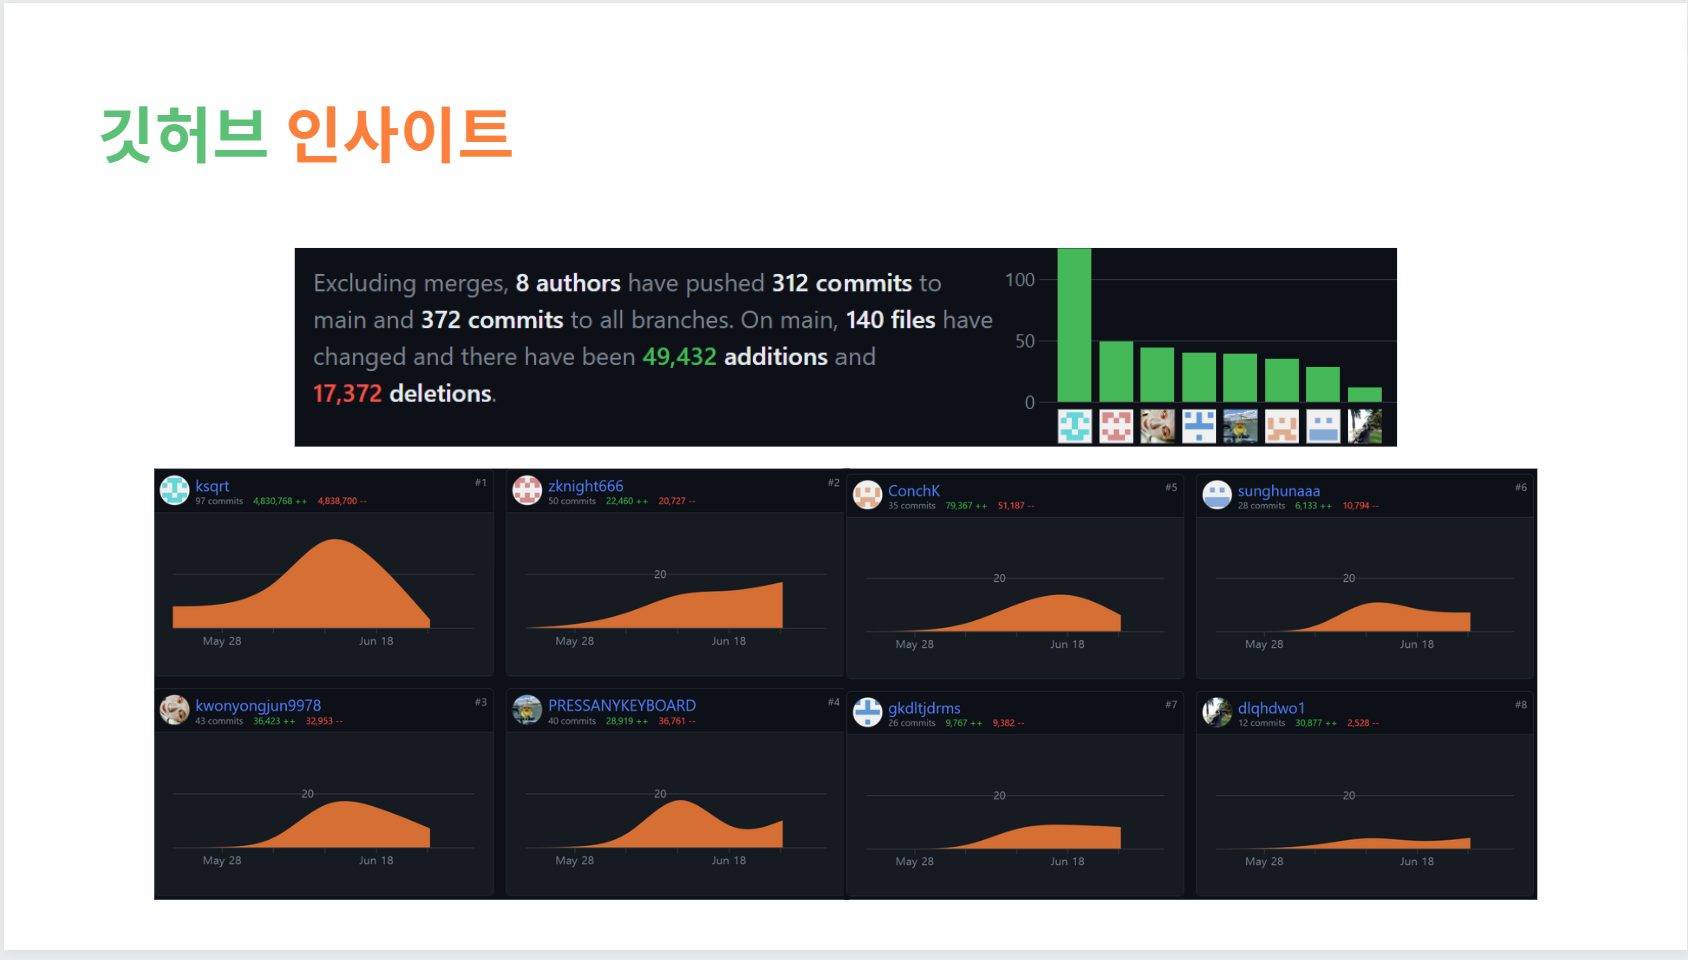 깃허브 인사이트
Excluding merges, 8 authors have pushed 312 commits to
main and 372 commits to all branches. On main, 140 files have
changed and there have been 49,432 additions and
17,372 deletions.
100
50
0
ksqrt #1
97 commits 4,830,768 ++ 4,838,700 --
May 28 Jun 18
zknight666 #2
50 commits 22,460 ++ 20,727 --
20
May 28 Jun 18
ConchK #5
35 commits 79,367 ++ 51,187 --
20
May 28 Jun 18
sunghunaaa #6
28 commits 6,133 ++ 10,794 --
20
May 28 Jun 18
kwonyongjun9978 #3
43 commits 36,423 ++ 32,953 --
20
May 28 Jun 18
PRESSANYKEYBOARD #4
40 commits 28,919 ++ 36,761 --
20
May 28 Jun 18
gkdltjdrms #7
26 commits 9,767 ++ 9,382 --
20
May 28 Jun 18
dlqhdwo1 #8
12 commits 30,877 ++ 2,528 --
20
May 28 Jun 18